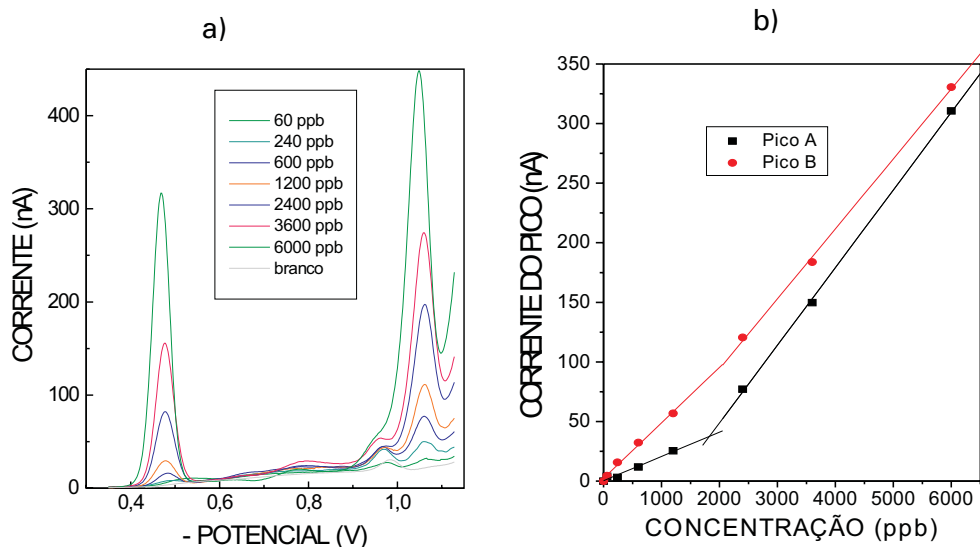 a)
CORRENTE (nA)
400
300
200
100
0
60 ppb
240 ppb
600 ppb
1200 ppb
2400 ppb
3600 ppb
6000 ppb
branco
0,4
0,6
0,8
1,0
- POTENCIAL (V)
b)
CORRENTE DO PICO (nA)
350
300
250
200
150
100
50
0
Pico A
Pico B
0
1000
2000
3000
4000
5000
6000
CONCENTRAÇÃO (ppb)